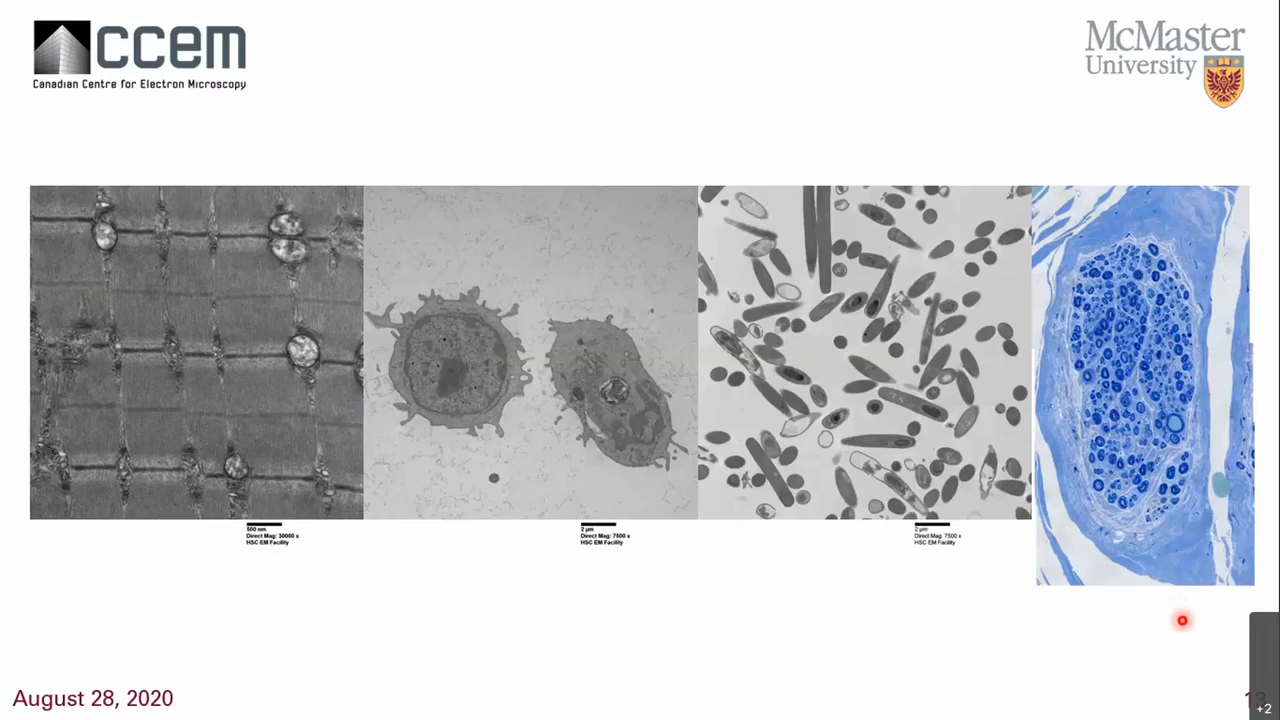 ccem
Canadian Centre for Electron Microscopy
McMaster
University
500 nm
Direct Mag: 30000 x
HSC EM Facility
2 µm
Direct Mag: 7500 x
HSC EM Facility
2 µm
Direct Mag: 7500 x
HSC EM Facility
August 28, 2020
+2